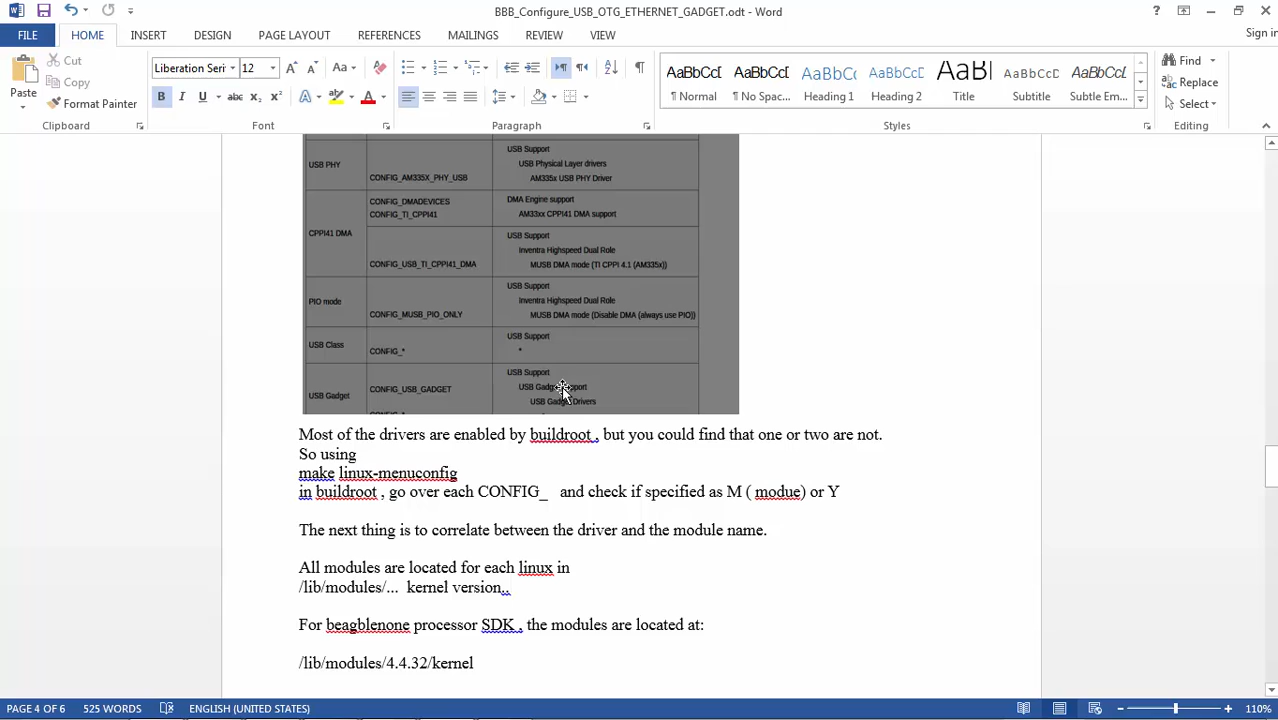 BBB_Configure_USB_OTG_ETHERNET_GADGET.odt - Word
FILE HOME INSERT DESIGN PAGE LAYOUT REFERENCES MAILINGS REVIEW VIEW Sign in
Paste
Cut
Copy
Format Painter
Liberation Seri 12
AaBbCcI AaBbCcI AaBbC AaBbCcI AaB AaBbCcD AaBbCcI
¶ Normal ¶ No Spac... Heading 1 Heading 2 Title Subtitle Subtle Em...
Find
Replace
Select
Clipboard Font Paragraph Styles Editing
USB PHY
CONFIG_AM335X_PHY_USB
USB Support
USB Physical Layer drivers
AM335x USB PHY Driver
CPPI41 DMA
CONFIG_DMADEVICES
CONFIG_TI_CPPI41
DMA Engine support
AM33xx CPPI41 DMA support
CONFIG_USB_TI_CPPI41_DMA
USB Support
Inventra Highspeed Dual Role
MUSB DMA mode (TI CPPI 4.1 (AM335x))
PIO mode
CONFIG_MUSB_PIO_ONLY
USB Support
Inventra Highspeed Dual Role
MUSB DMA mode (Disable DMA (always use PIO))
USB Class
CONFIG_*
USB Support
*
USB Gadget
CONFIG_USB_GADGET
USB Support
USB Gadget Support
USB Gadget Drivers
Most of the drivers are enabled by buildroot , but you could find that one or two are not.
So using
make linux-menuconfig
in buildroot , go over each CONFIG_ and check if specified as M ( modue) or Y
The next thing is to correlate between the driver and the module name.
All modules are located for each linux in
/lib/modules/... kernel version..
For beagblenone processor SDK , the modules are located at:
/lib/modules/4.4.32/kernel
PAGE 4 OF 6 525 WORDS ENGLISH (UNITED STATES) 110%